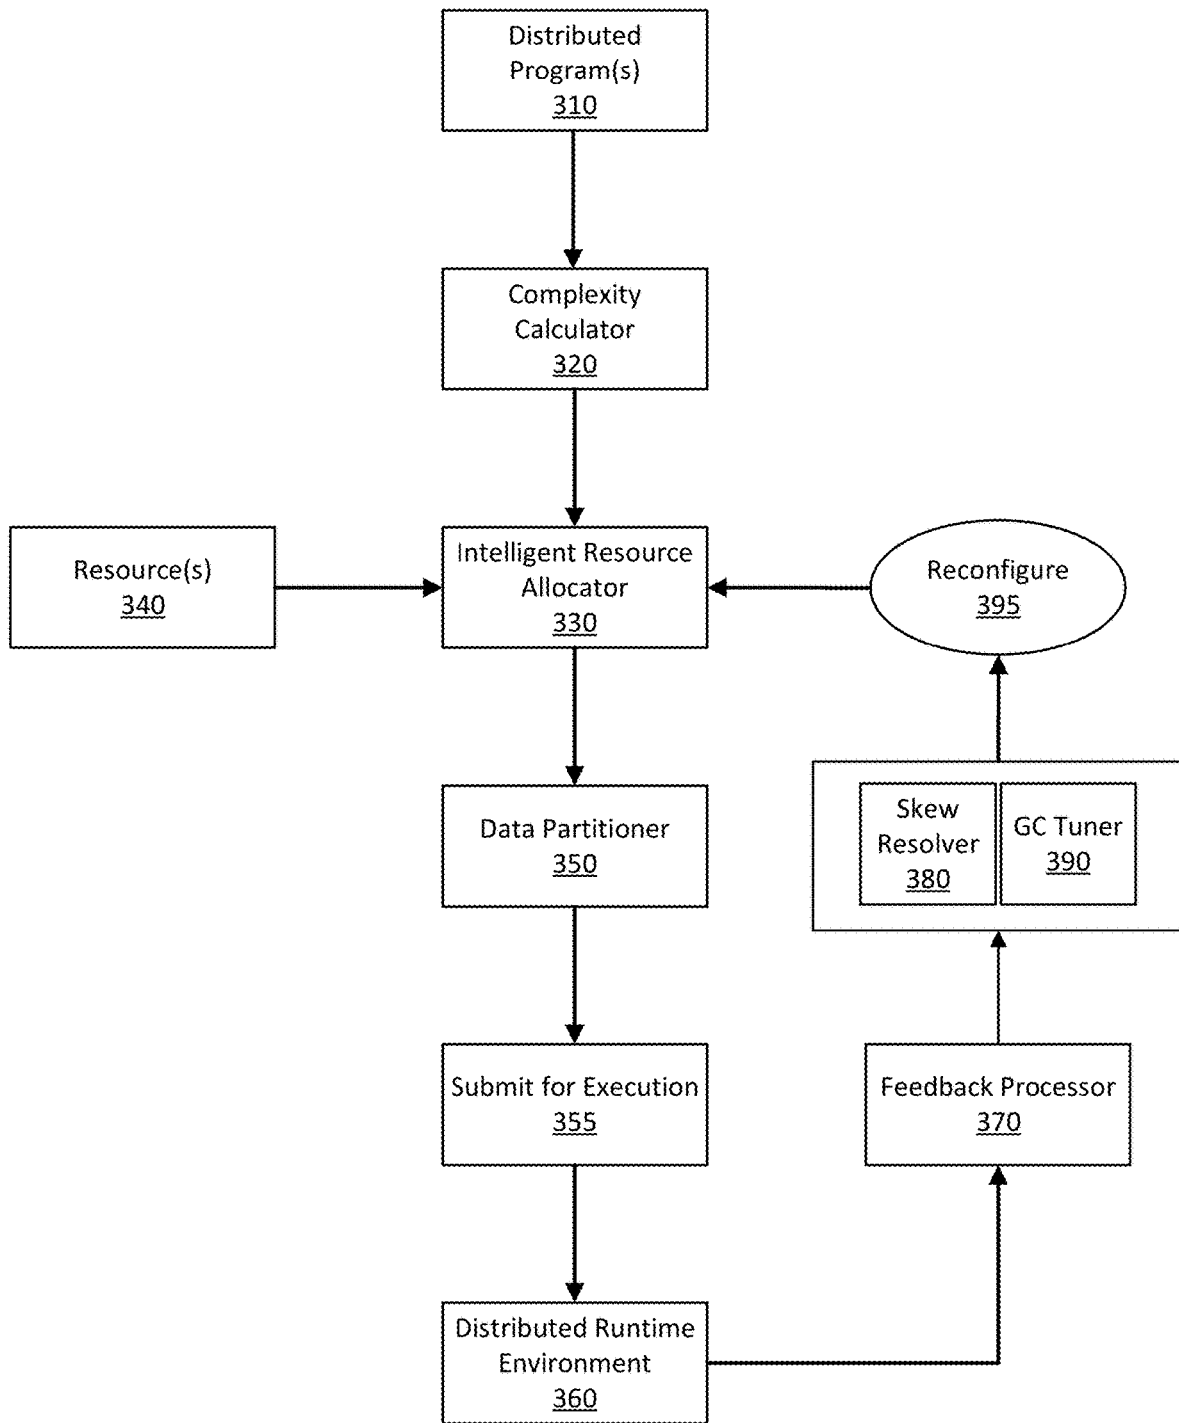 Distributed
Program(s)
310
Complexity
Calculator
320
Resource(s)
340
Intelligent Resource
Allocator
330
Reconfigure
395
Data Partitioner
350
Skew
Resolver
380
GC Tuner
390
Submit for Execution
355
Feedback Processor
370
Distributed Runtime
Environment
360